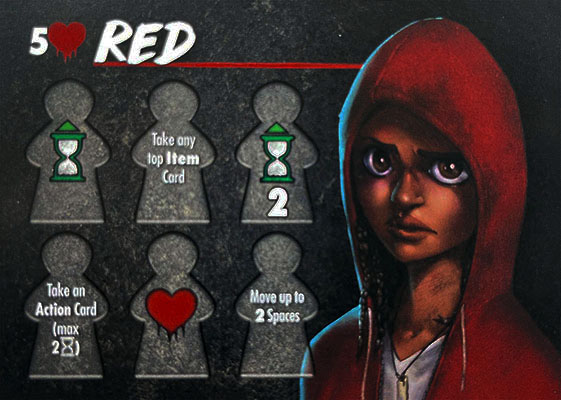 5 RED
Take any
top Item
Card
2
Take an
Action Card
(max
2 )
Move up to
2 Spaces